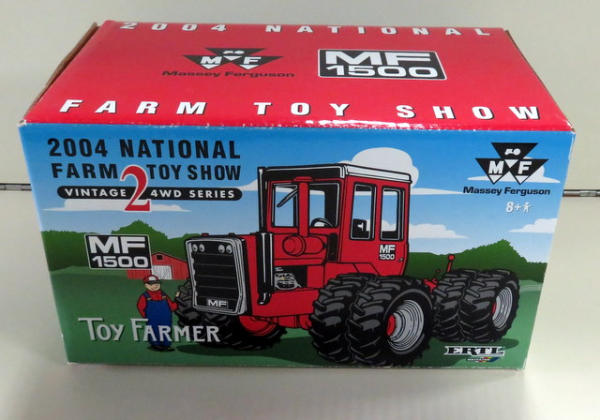 2004 NATIONAL
MF
Massey Ferguson
MF
1500
FARM TOY SHOW
2004 NATIONAL
FARM TOY SHOW
VINTAGE 2 4WD SERIES
MF
Massey Ferguson
8+
MF
1500
MF
1500
MF
TOY FARMER
ERTL